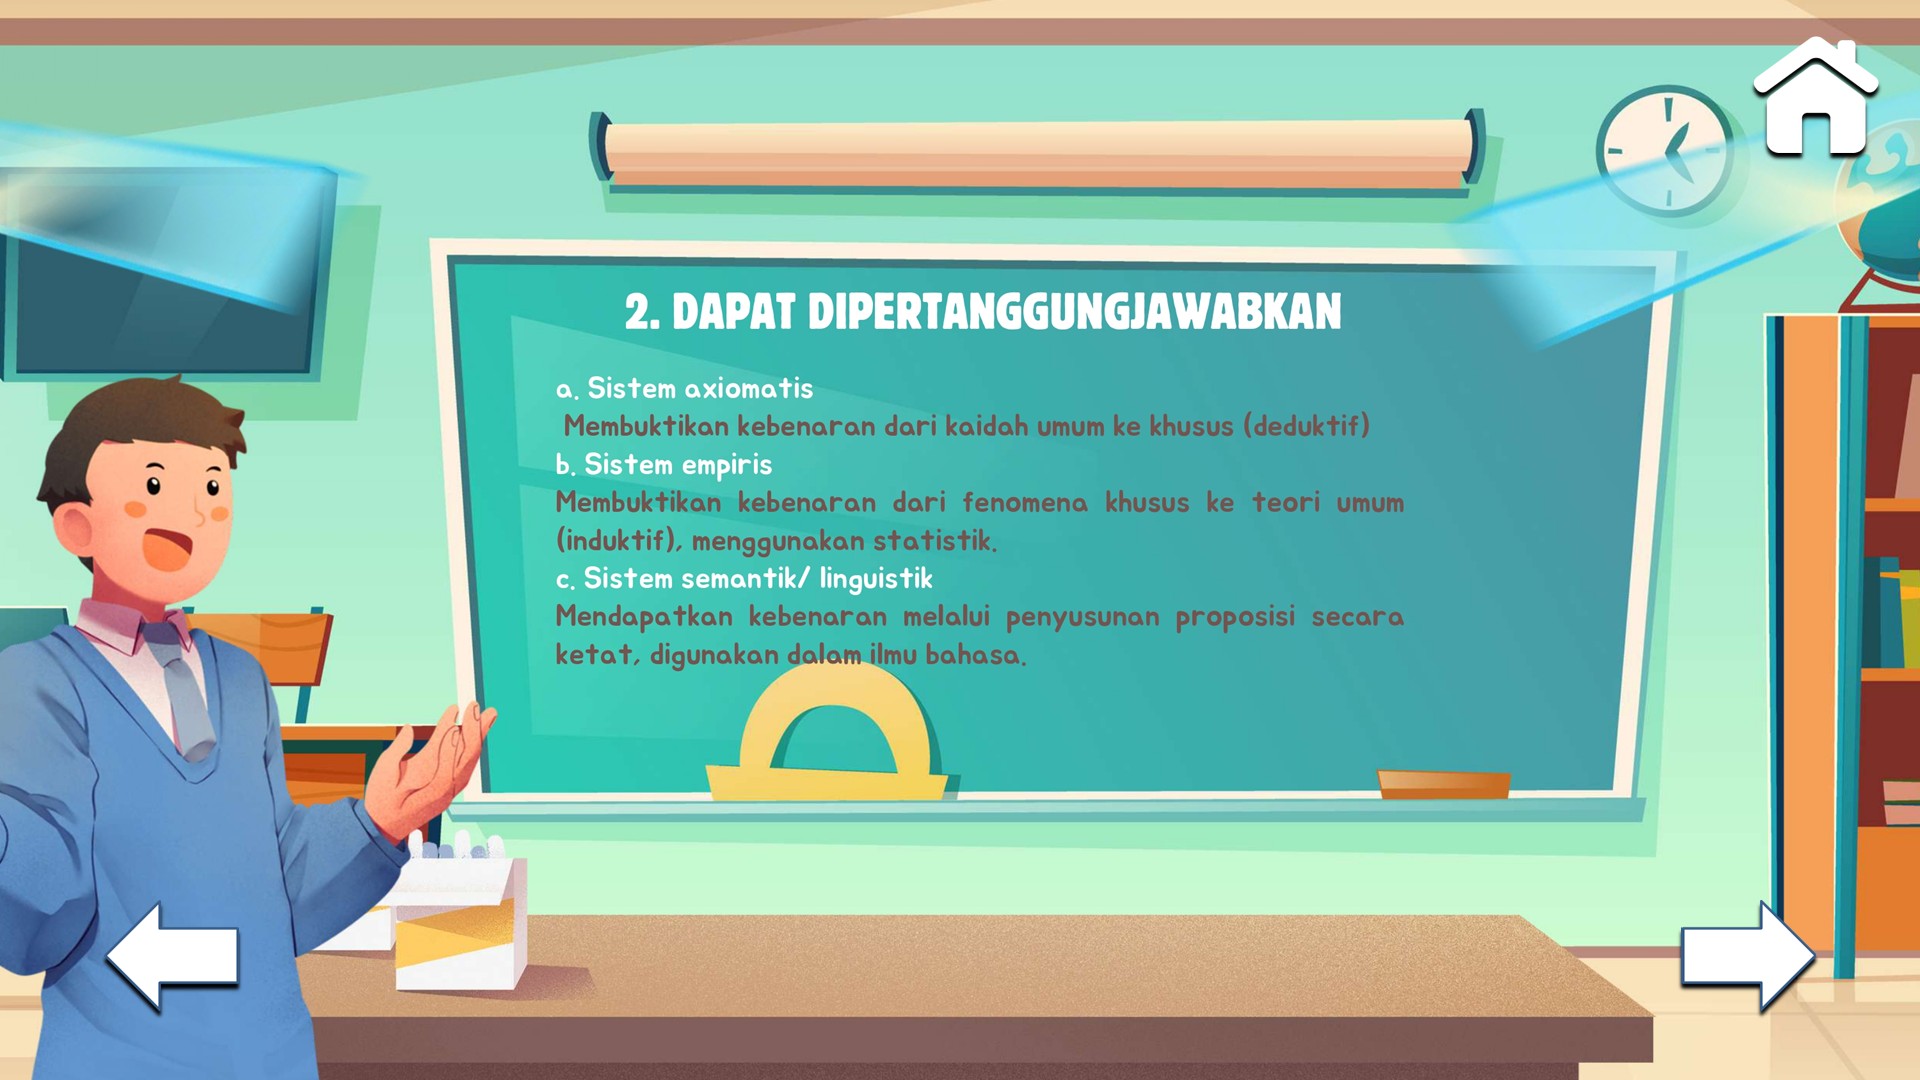 2. DAPAT DIPERTANGGUNGJAWABKAN
a. Sistem axiomatis
Membuktikan kebenaran dari kaidah umum ke khusus (deduktif)
b. Sistem empiris
Membuktikan kebenaran dari fenomena khusus ke teori umum
(induktif), menggunakan statistik.
c. Sistem semantik/ linguistik
Mendapatkan kebenaran melalui penyusunan proposisi secara
ketat, digunakan dalam ilmu bahasa.